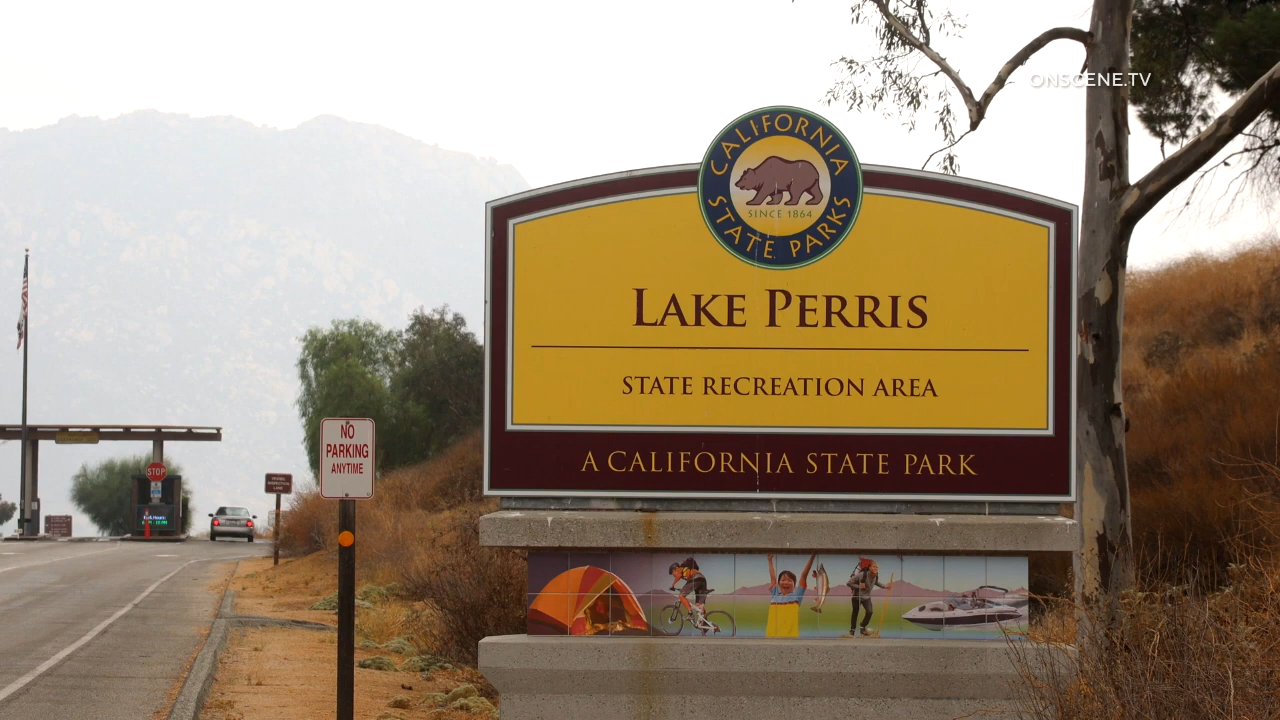 ONSCENE.TV
CALIFORNIA
STATE PARKS
SINCE 1864
LAKE PERRIS
STATE RECREATION AREA
A CALIFORNIA STATE PARK
NO
PARKING
ANYTIME
STOP